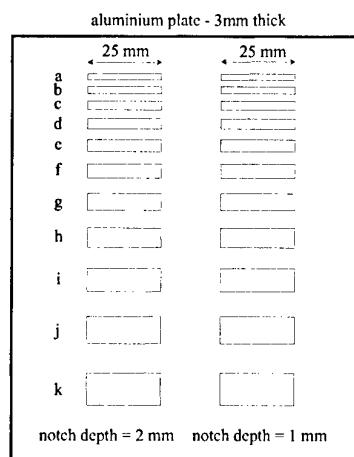 aluminium plate - 3mm thick
25 mm 25 mm
a
b
c
d
e
f
g
h
i
j
k
notch depth = 2 mm notch depth = 1 mm